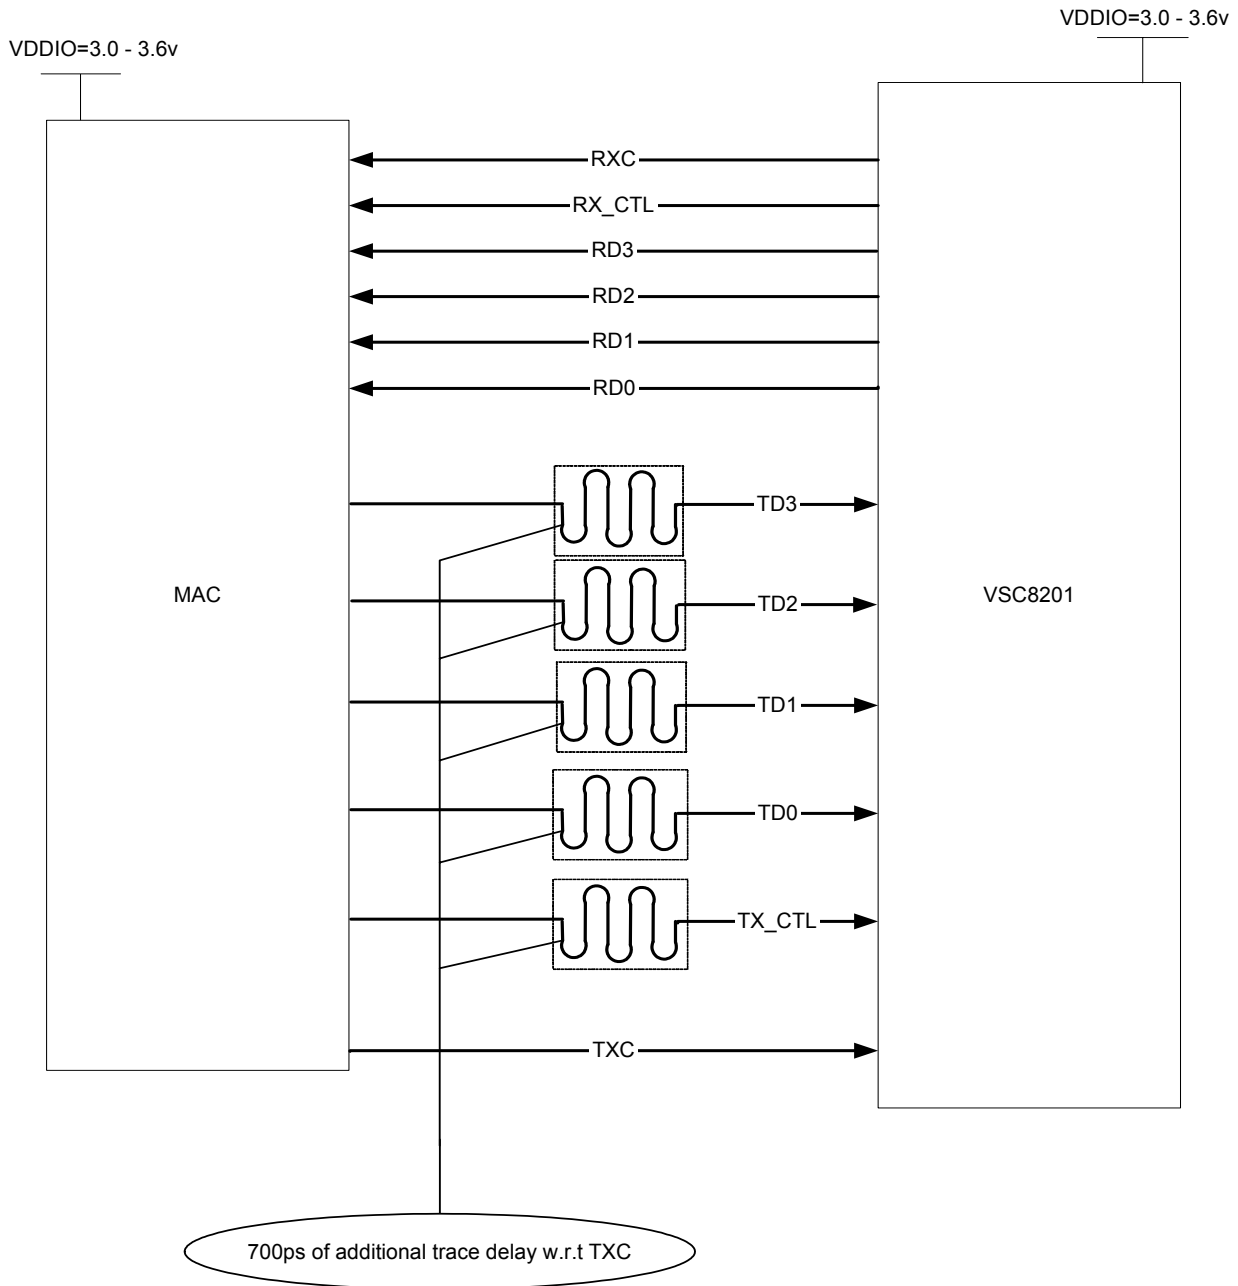 VDDIO=3.0 - 3.6v
VDDIO=3.0 - 3.6v
RXC
RX_CTL
RD3
RD2
RD1
RD0
TD3
MAC
TD2
VSC8201
TD1
TD0
TX_CTL
TXC
700ps of additional trace delay w.r.t TXC